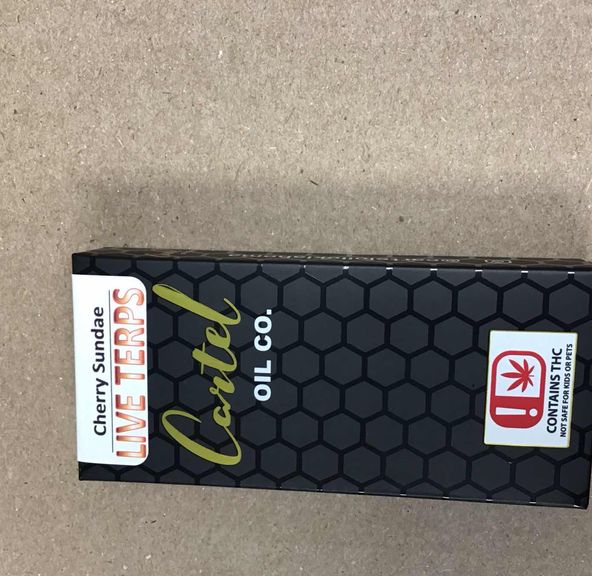 Cherry Sundae
LIVE TERPS
Cartel
OIL CO.
!
CONTAINS THC
NOT SAFE FOR KIDS OR PETS